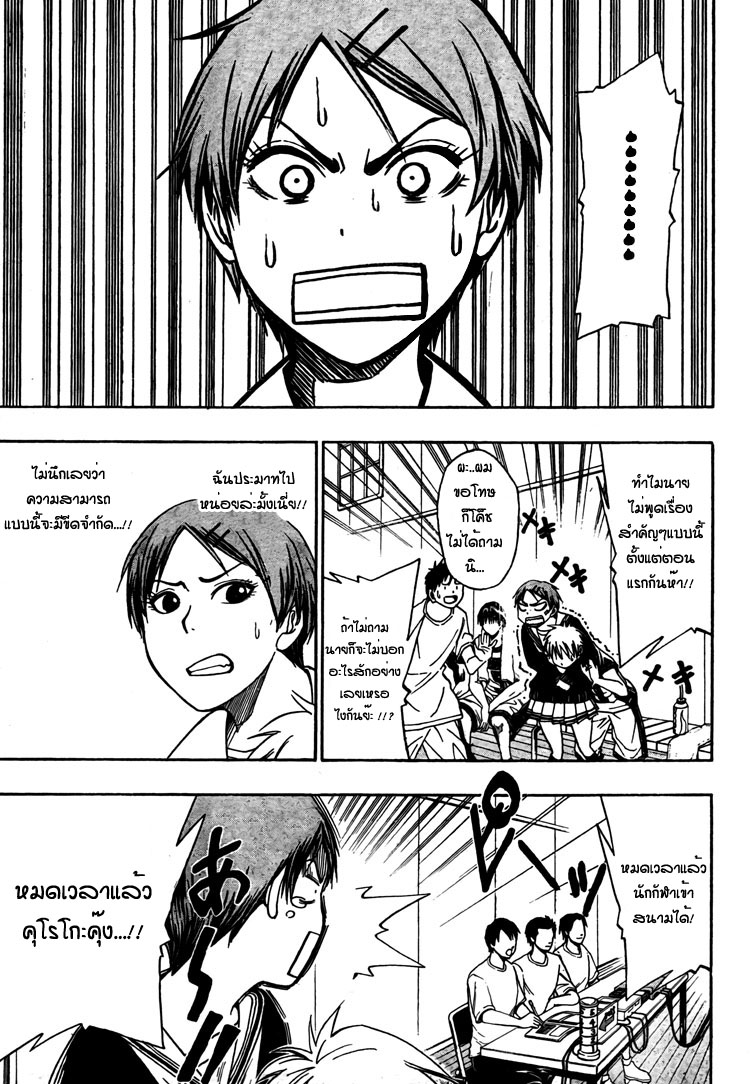 ทำไมนาย
ไม่พูดเรื่อง
สำคัญๆแบบนี้
ตั้งแต่ตอน
แรกกันห๊า!!
ผะ..ผม
ขอโทษ
ก็โค้ช
ไม่ได้ถาม
นิ...
ถ้าไม่ถาม
นายก็จะไม่บอก
อะไรสักอย่าง
เลยเหรอ
ไงกันย๊ะ !!?
メキ
メキ
ฉันประมาทไป
หน่อยล่ะมั้งเนี่ย!!
ไม่นึกเลยว่า
ความสามารถ
แบบนี้จะมีขีดจำกัด...!!
หมดเวลาแล้ว
นักกีฬาเข้า
สนามได้!
หมดเวลาแล้ว
คุโรโกะคุ๊ง...!!
あ